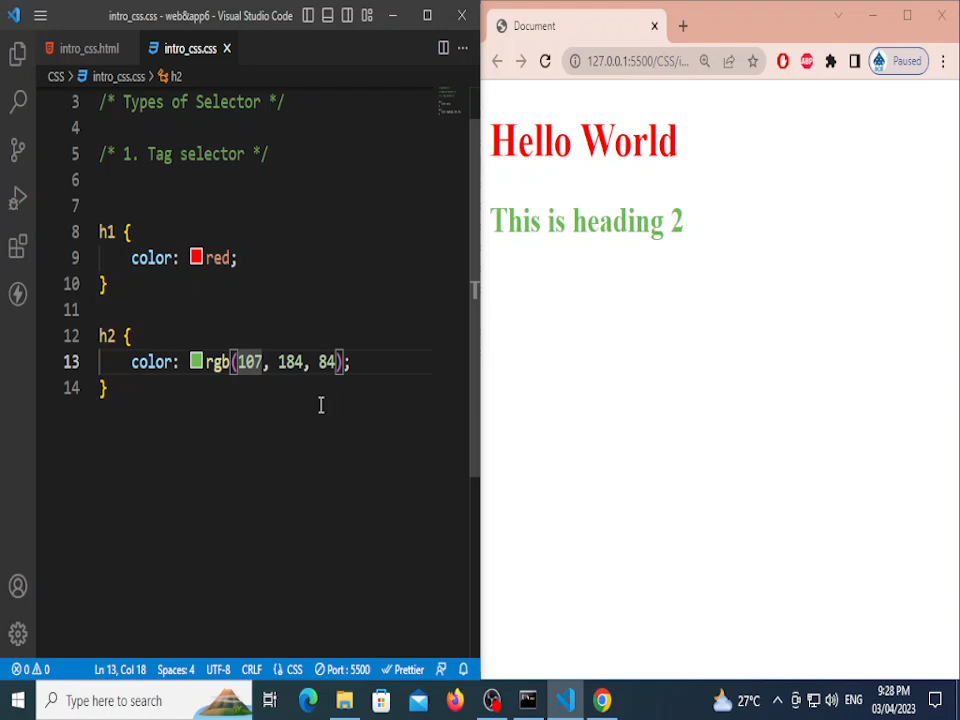 intro_css.css - web&app6 - Visual Studio Code
intro_css.html
intro_css.css
CSS > intro_css.css > h2
3 /* Types of Selector */
4
5 /* 1. Tag selector */
6
7
8 h1 {
9 color: red;
10 }
11
12 h2 {
13 color: rgb(107, 184, 84);
14 }
0 0
Ln 13, Col 18 Spaces: 4 UTF-8 CRLF {} CSS Port : 5500 Prettier
Document
127.0.0.1:5500/CSS/i...
ABP
Paused
Hello World
This is heading 2
Type here to search
27°C
ENG
9:28 PM
03/04/2023